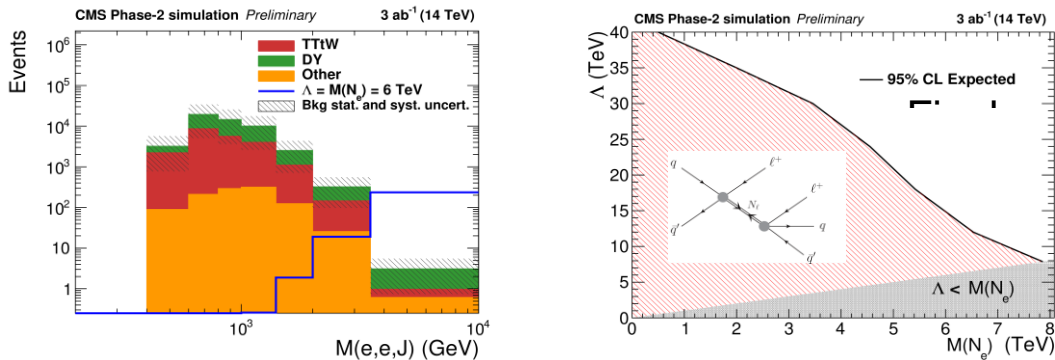 CMS Phase-2 simulation Preliminary 3 ab⁻¹ (14 TeV)
Events
10⁶
10⁵
10⁴
10³
10²
10
1
TTtW
DY
Other
Λ = M(Nₑ) = 6 TeV
Bkg stat. and syst. uncert.
10³ 10⁴
M(e,e,J) (GeV)
CMS Phase-2 simulation Preliminary 3 ab⁻¹ (14 TeV)
Λ (TeV)
40
35
30
25
20
15
10
5
0
95% CL Expected
q ℓ⁺
ℓ⁺
N_ℓ
q̄′ q
q̄′
Λ < M(Nₑ)
0 1 2 3 4 5 6 7 8
M(Nₑ) (TeV)